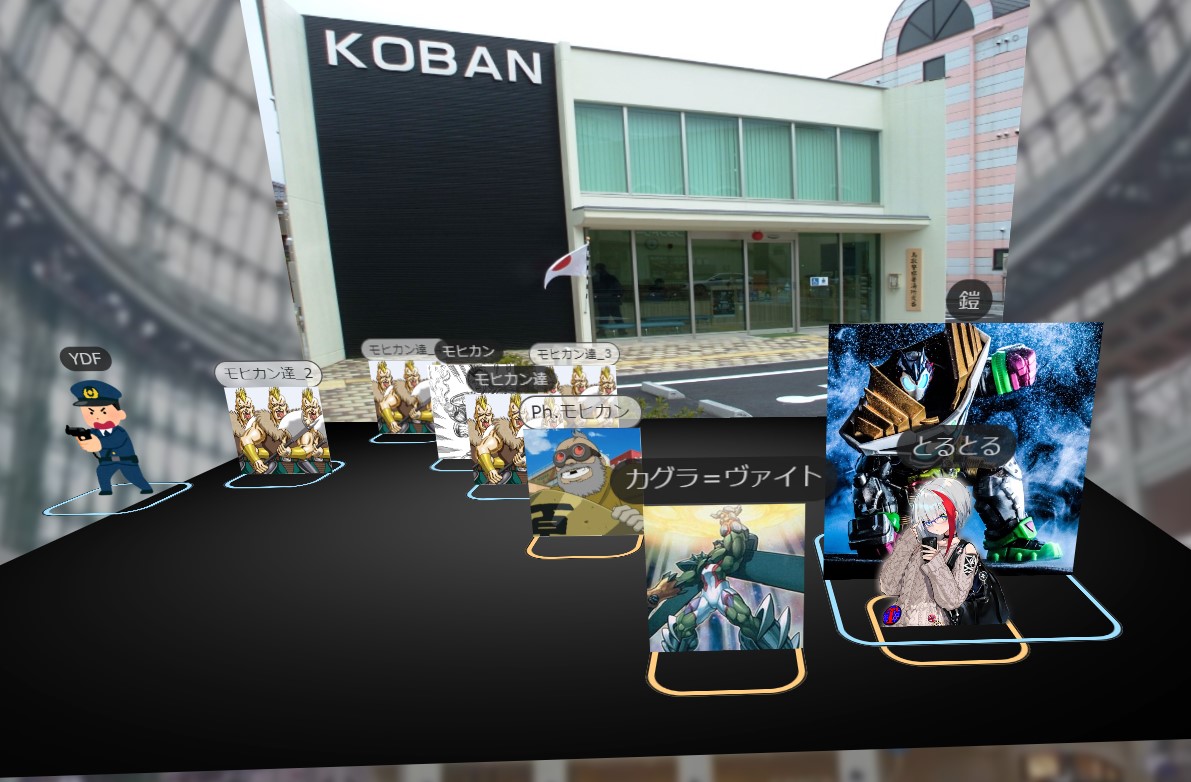 KOBAN
鎧
YDF
モヒカン達_2
モヒカン達_
モヒカン
モヒカン達_3
モヒカン達
Ph.モヒカン
カグラ=ヴァイト
とるとる
百